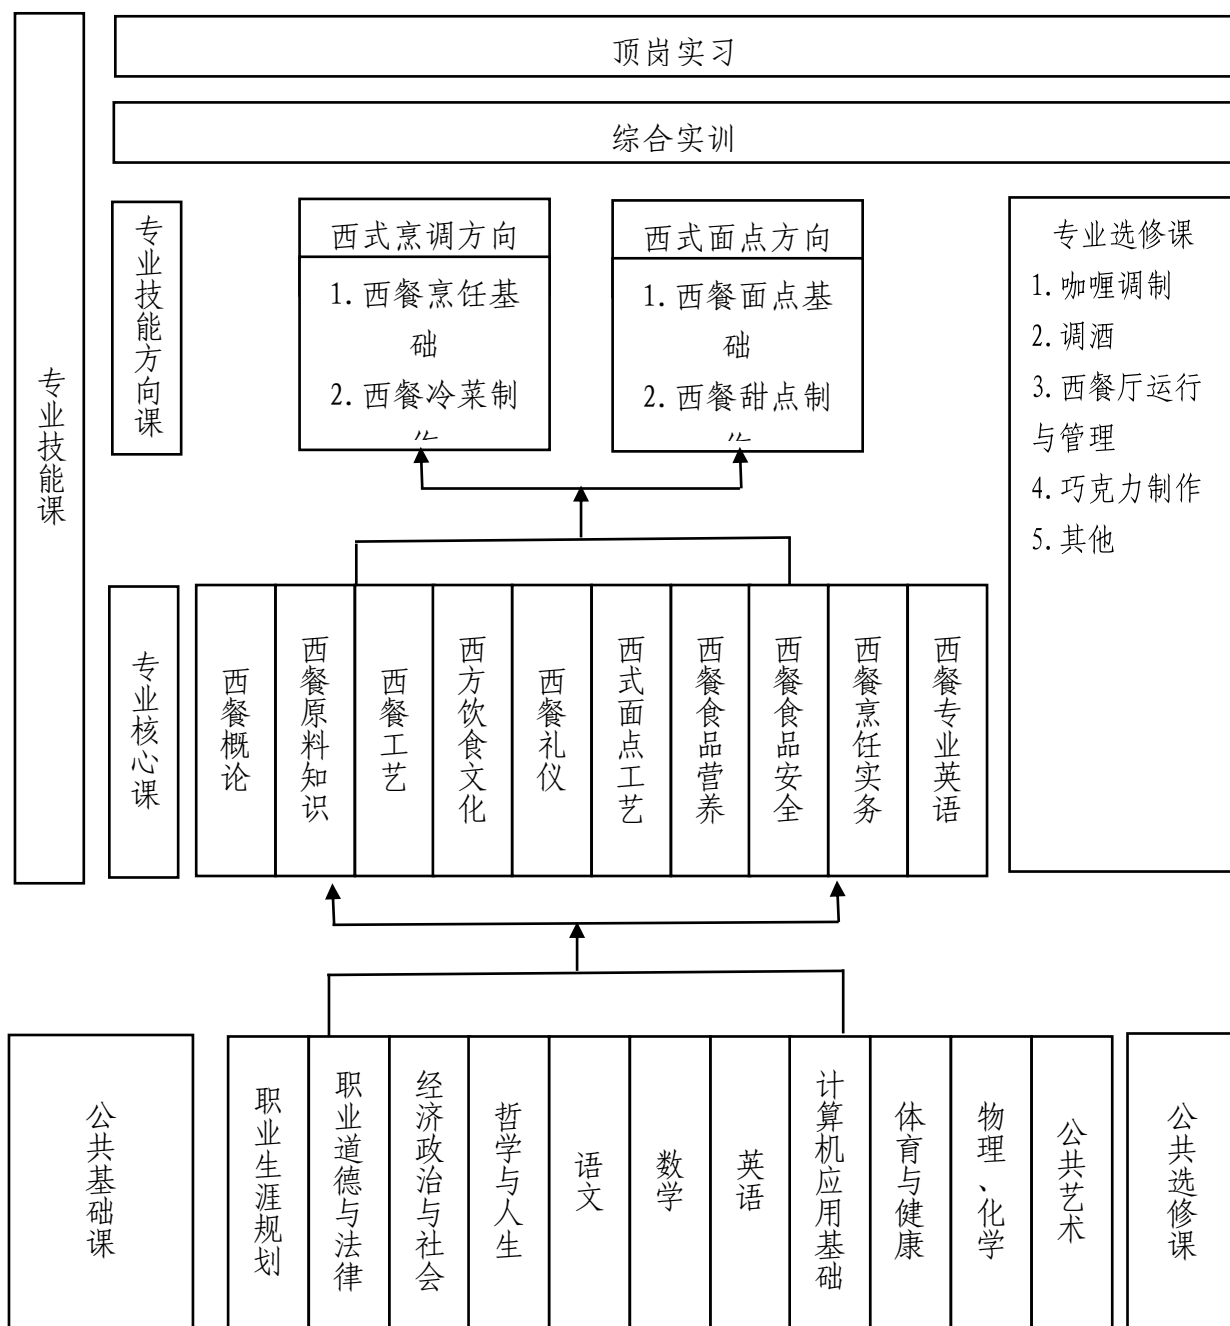 顶岗实习
综合实训
专业技能课
专业技能方向课
西式烹调方向
1.西餐烹饪基
础
2.西餐冷菜制
西式面点方向
1.西餐面点基
础
2.西餐甜点制
专业选修课
1.咖喱调制
2.调酒
3.西餐厅运行
与管理
4.巧克力制作
5.其他
专业核心课
西餐概论
西餐原料知识
西餐工艺
西方饮食文化
西餐礼仪
西式面点工艺
西餐食品营养
西餐食品安全
西餐烹饪实务
西餐专业英语
公共基础课
职业生涯规划
职业道德与法律
经济政治与社会
哲学与人生
语文
数学
英语
计算机应用基础
体育与健康
物理、化学
公共艺术
公共选修课